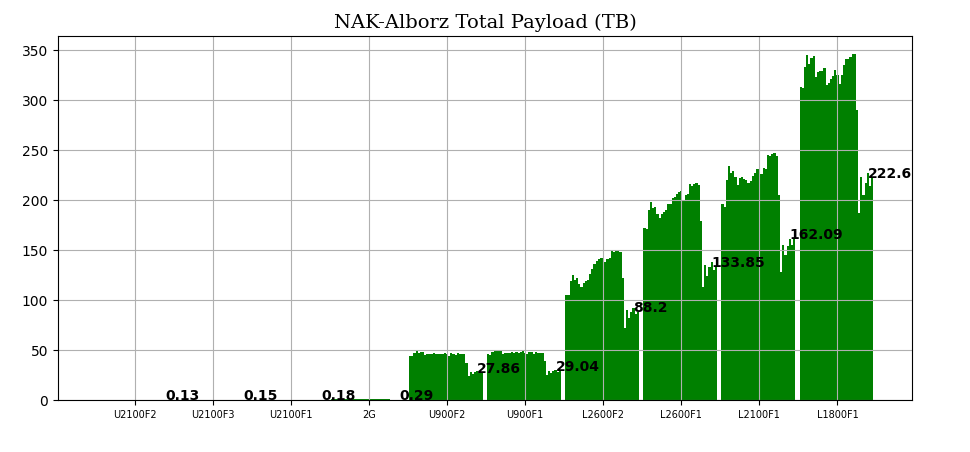 NAK-Alborz Total Payload (TB)
350
300
250
200
150
100
50
0
222.6
162.09
133.85
88.2
27.86
29.04
0.13
0.15
0.18
0.29
U2100F2
U2100F3
U2100F1
2G
U900F2
U900F1
L2600F2
L2600F1
L2100F1
L1800F1